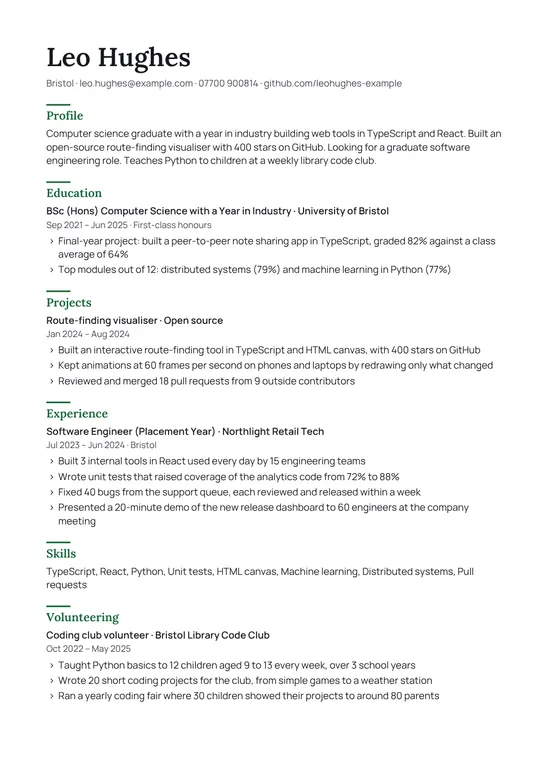 Leo Hughes
Bristol · leo.hughes@example.com · 07700 900814 · github.com/leohughes-example
Profile
Computer science graduate with a year in industry building web tools in TypeScript and React. Built an
open-source route-finding visualiser with 400 stars on GitHub. Looking for a graduate software
engineering role. Teaches Python to children at a weekly library code club.
Education
BSc (Hons) Computer Science with a Year in Industry · University of Bristol
Sep 2021 – Jun 2025 · First-class honours
› Final-year project: built a peer-to-peer note sharing app in TypeScript, graded 82% against a class
average of 64%
› Top modules out of 12: distributed systems (79%) and machine learning in Python (77%)
Projects
Route-finding visualiser · Open source
Jan 2024 – Aug 2024
› Built an interactive route-finding tool in TypeScript and HTML canvas, with 400 stars on GitHub
› Kept animations at 60 frames per second on phones and laptops by redrawing only what changed
› Reviewed and merged 18 pull requests from 9 outside contributors
Experience
Software Engineer (Placement Year) · Northlight Retail Tech
Jul 2023 – Jun 2024 · Bristol
› Built 3 internal tools in React used every day by 15 engineering teams
› Wrote unit tests that raised coverage of the analytics code from 72% to 88%
› Fixed 40 bugs from the support queue, each reviewed and released within a week
› Presented a 20-minute demo of the new release dashboard to 60 engineers at the company
meeting
Skills
TypeScript, React, Python, Unit tests, HTML canvas, Machine learning, Distributed systems, Pull
requests
Volunteering
Coding club volunteer · Bristol Library Code Club
Oct 2022 – May 2025
› Taught Python basics to 12 children aged 9 to 13 every week, over 3 school years
› Wrote 20 short coding projects for the club, from simple games to a weather station
› Ran a yearly coding fair where 30 children showed their projects to around 80 parents